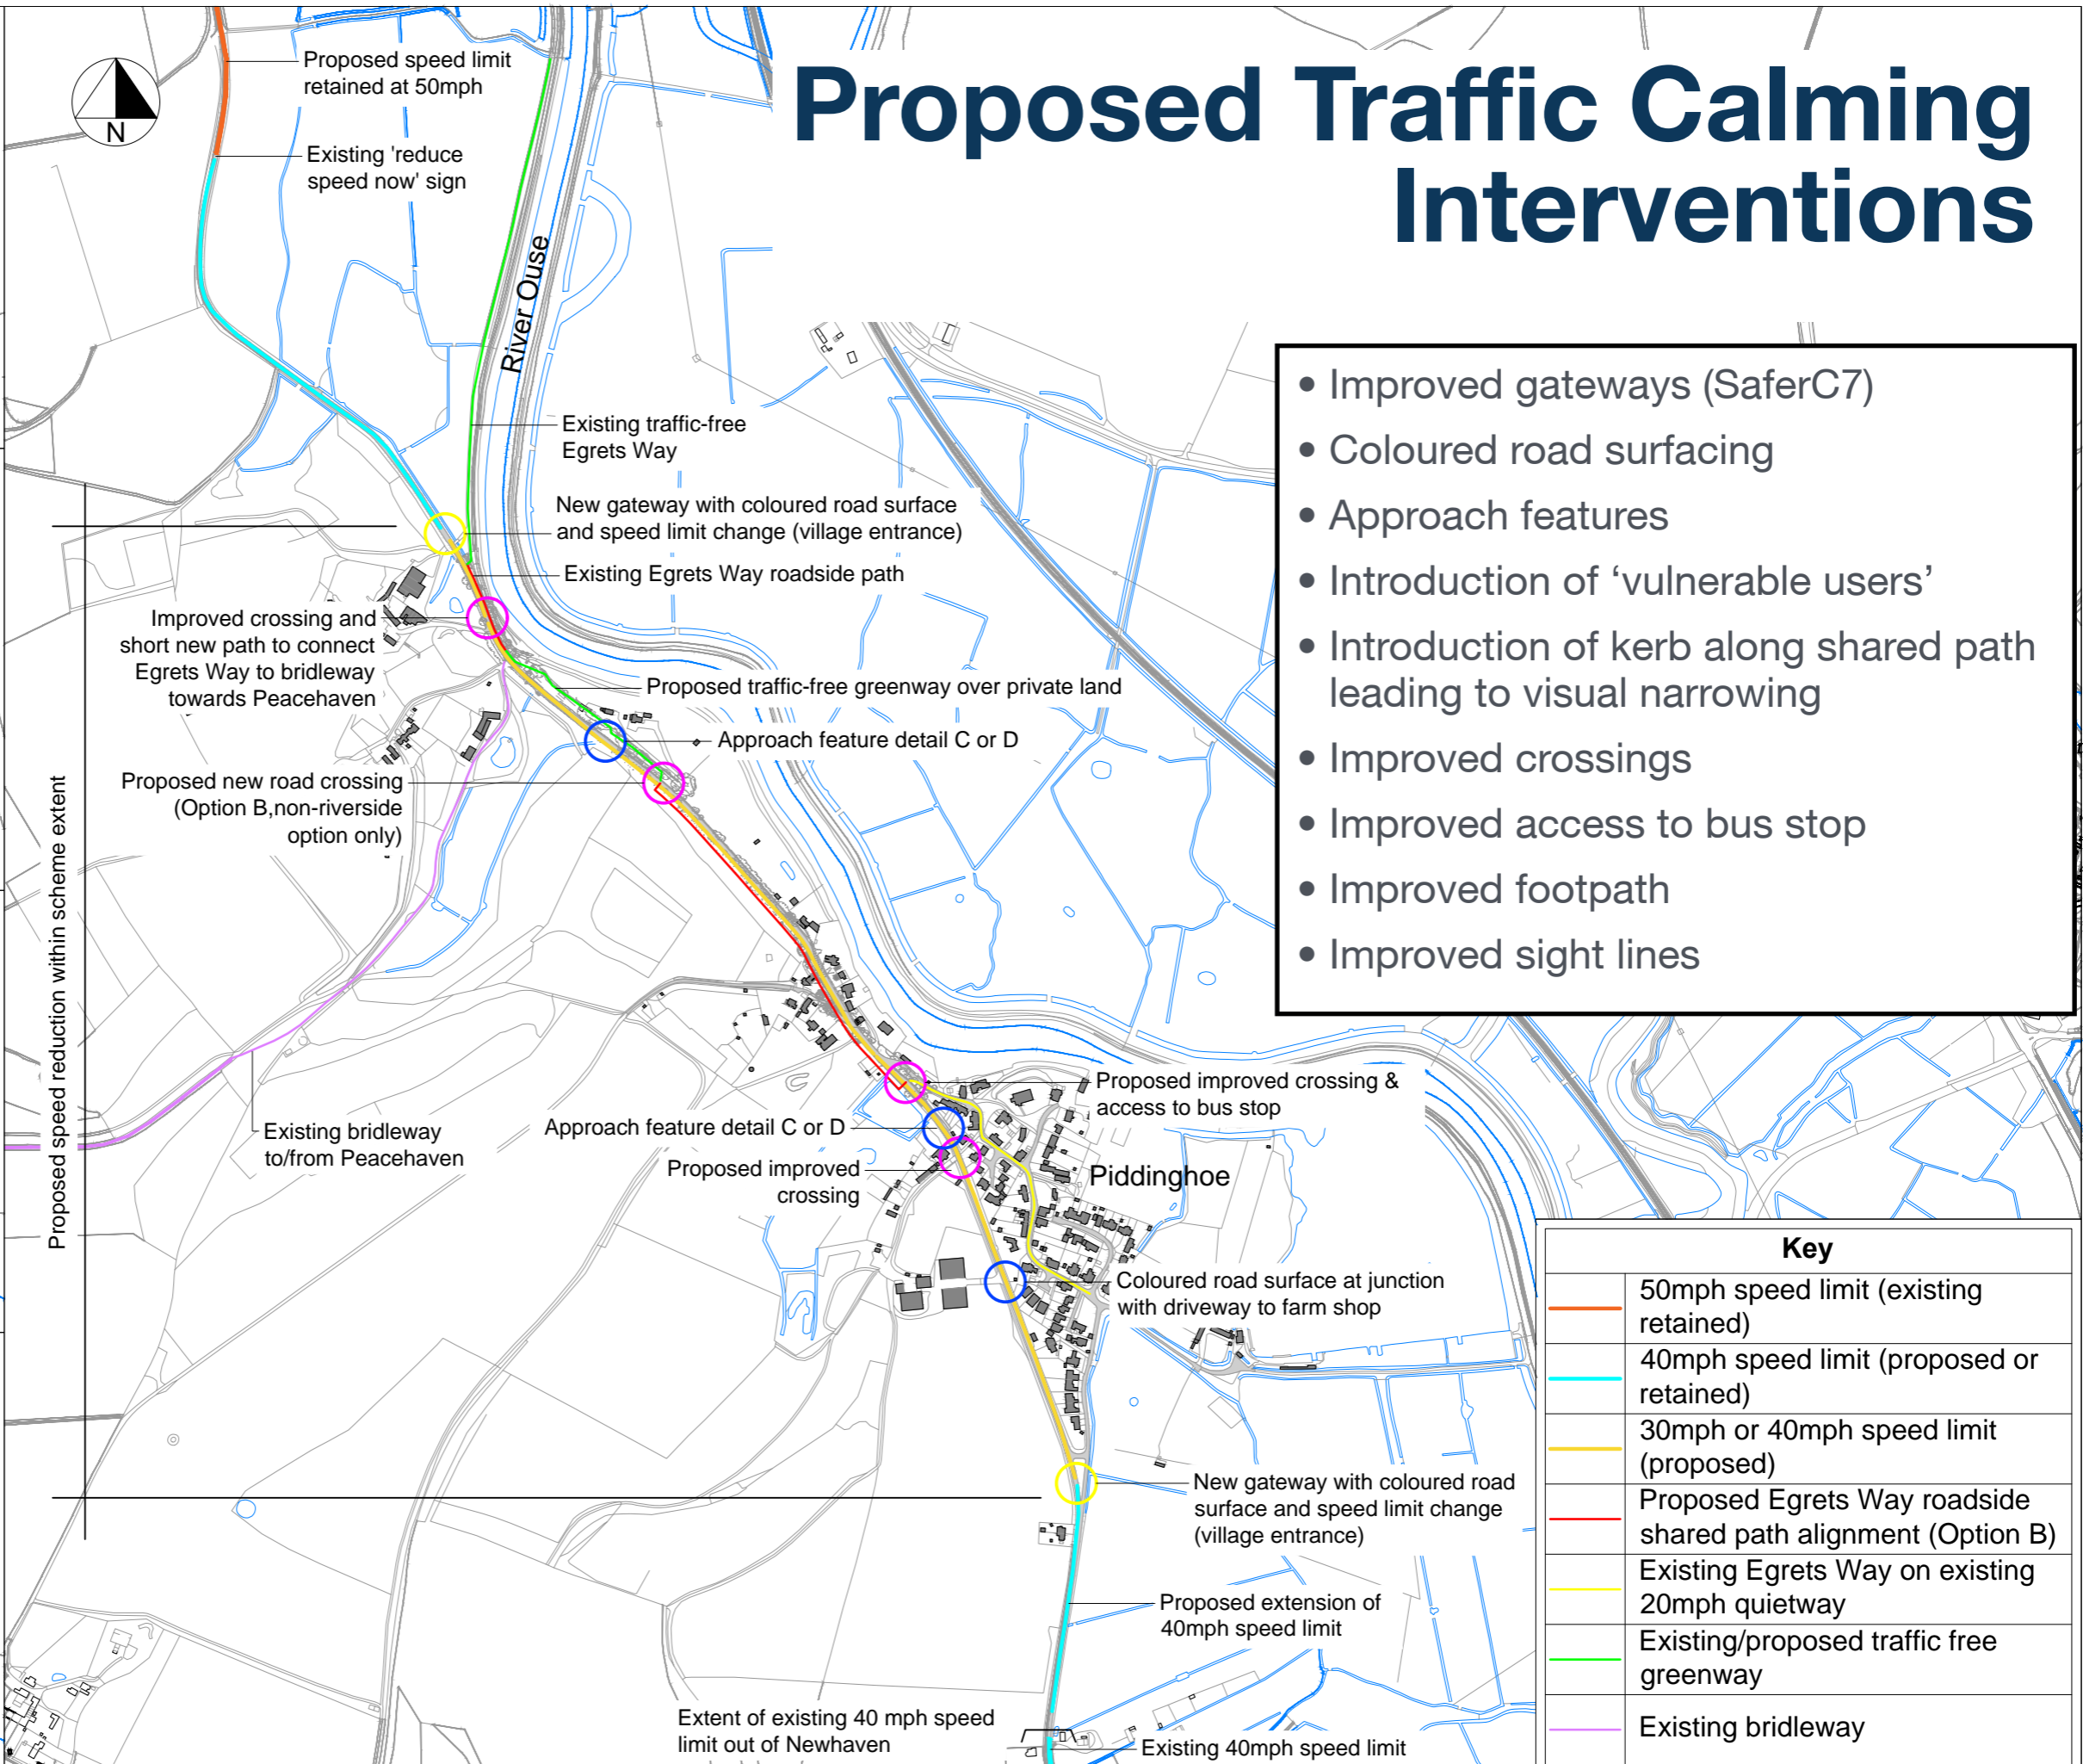 Proposed Traffic Calming
Interventions
N
Proposed speed limit
retained at 50mph
Existing 'reduce
speed now' sign
River Ouse
Existing traffic-free
Egrets Way
New gateway with coloured road surface
and speed limit change (village entrance)
Existing Egrets Way roadside path
Improved crossing and
short new path to connect
Egrets Way to bridleway
towards Peacehaven
Proposed traffic-free greenway over private land
Approach feature detail C or D
Proposed new road crossing
(Option B,non-riverside
option only)
Proposed speed reduction within scheme extent
• Improved gateways (SaferC7)
• Coloured road surfacing
• Approach features
• Introduction of ‘vulnerable users’
• Introduction of kerb along shared path
leading to visual narrowing
• Improved crossings
• Improved access to bus stop
• Improved footpath
• Improved sight lines
Existing bridleway
to/from Peacehaven
Proposed improved crossing &
access to bus stop
Approach feature detail C or D
Proposed improved
crossing
Piddinghoe
Coloured road surface at junction
with driveway to farm shop
New gateway with coloured road
surface and speed limit change
(village entrance)
Proposed extension of
40mph speed limit
Extent of existing 40 mph speed
limit out of Newhaven
Existing 40mph speed limit
Key
50mph speed limit (existing
retained)
40mph speed limit (proposed or
retained)
30mph or 40mph speed limit
(proposed)
Proposed Egrets Way roadside
shared path alignment (Option B)
Existing Egrets Way on existing
20mph quietway
Existing/proposed traffic free
greenway
Existing bridleway